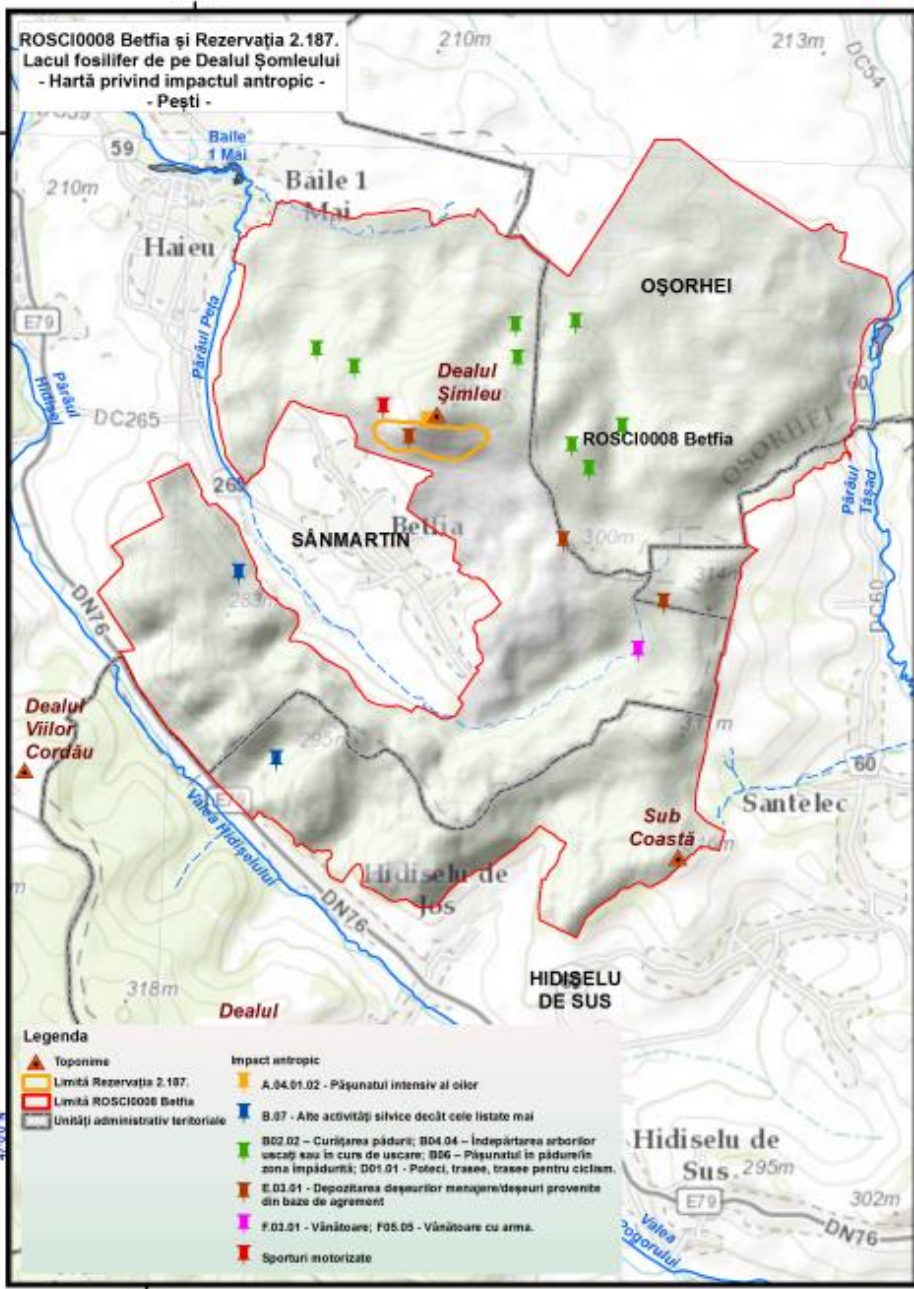 ROSCI0008 Betfia și Rezervația 2.187.
Lacul fosilifer de pe Dealul Șomleului
- Hartă privind impactul antropic -
- Pești -
210m
213m
DC54
59
Baile
1 Mai
210m
Baile 1
Mai
Haieu
OȘORHEI
E79
Pârâul Peța
Pârâul
Hidișel
DC265
Dealul
Șimleu
60
ROSCI0008 Betfia
OSORHEI
Pârâul
Tășad
265
Betfia
SÂNMARTIN
300m
314m
283m
DN76
DC60
Dealul
Viilor
Cordău
295m
60
Valea Hidișelului
Santelec
Sub
Coastă
Hidiselu de
Jos
DN76
HIDIȘELU
DE SUS
318m
Dealul
Legenda
Toponime
Limită Rezervația 2.187.
Limită ROSCI0008 Betfia
Unități administrativ teritoriale
Impact antropic
A.04.01.02 - Pășunatul intensiv al oilor
B.07 - Alte activități silvice decât cele listate mai
B02.02 – Curățarea pădurii; B04.04 – Îndepărtarea arborilor
uscați sau în curs de uscare; B06 – Pășunatul în pădure/în
zona împădurită; D01.01 - Poteci, trasee, trasee pentru ciclism.
E.03.01 - Depozitarea deșeurilor menajere/deșeuri provenite
din baze de agrement
F.03.01 - Vânătoare; F05.05 - Vânătoare cu arma.
Sporturi motorizate
Hidiselu de
Sus
295m
E79
302m
DN76
Valea
Pogorului